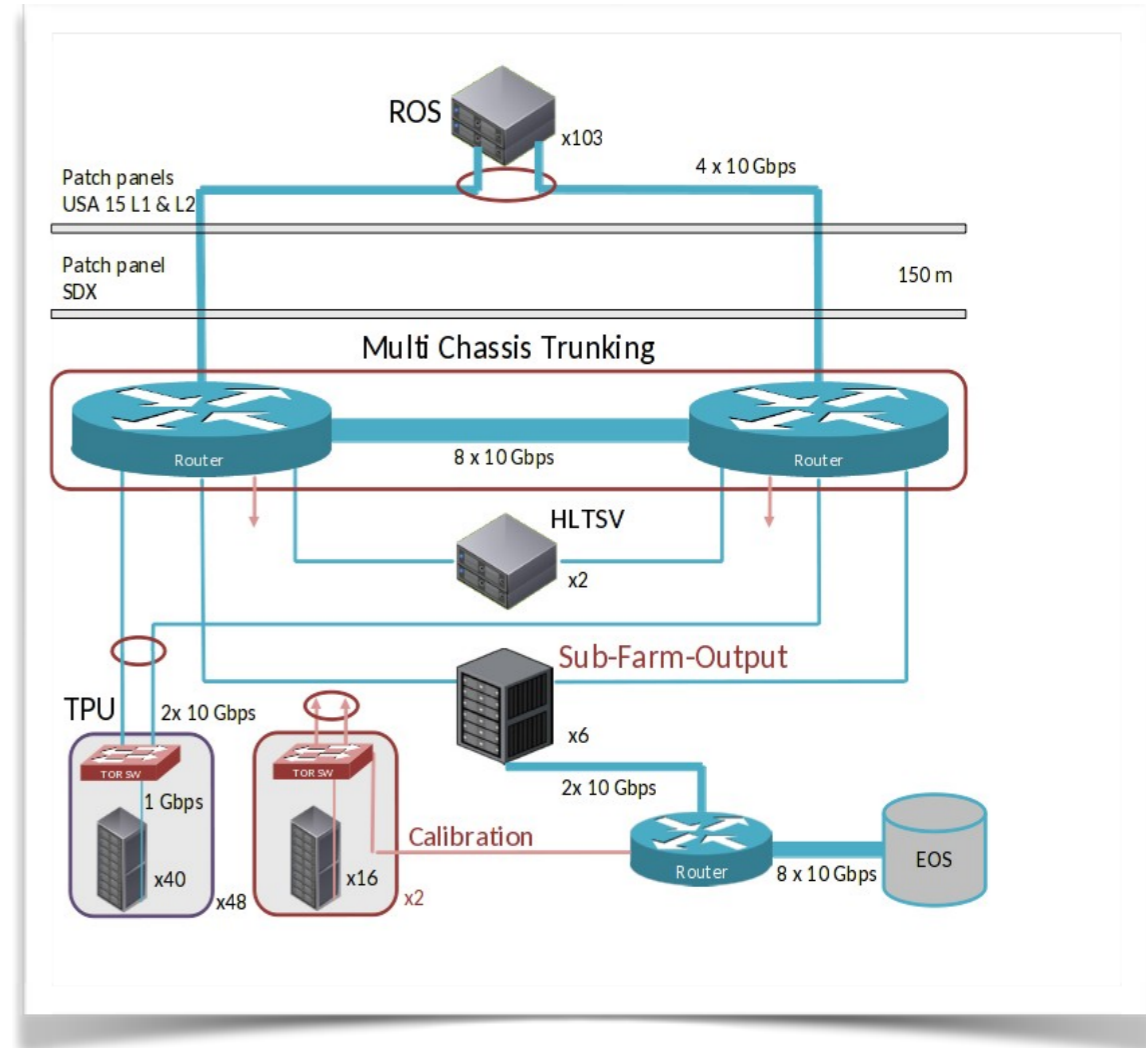 ROS
x103
4 x 10 Gbps
Patch panels
USA 15 L1 & L2
Patch panel
SDX
150 m
Multi Chassis Trunking
Router
8 x 10 Gbps
Router
HLTSV
x2
Sub-Farm-Output
TPU
2x 10 Gbps
x6
TOR SW
TOR SW
2x 10 Gbps
1 Gbps
Calibration
EOS
x40
x16
Router
8 x 10 Gbps
x48
x2